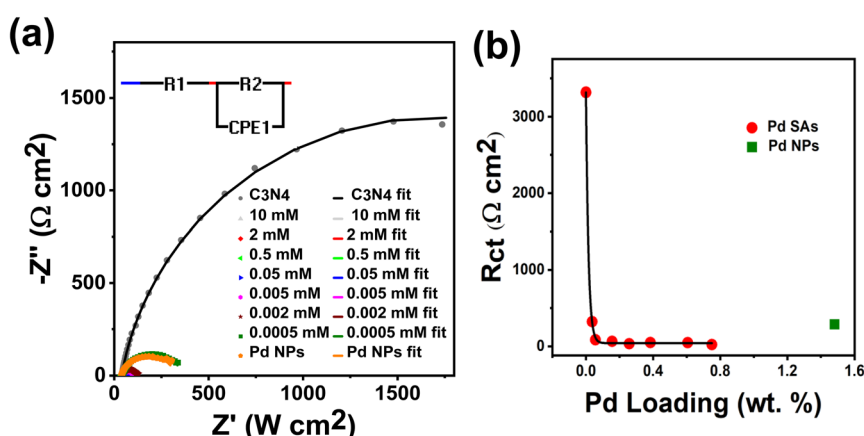 (a)
1500
1000
500
0
0 500 1000 1500
-Z'' (Ω cm2)
Z' (W cm2)
R1 R2
CPE1
C3N4 C3N4 fit
10 mM 10 mM fit
2 mM 2 mM fit
0.5 mM 0.5 mM fit
0.05 mM 0.05 mM fit
0.005 mM 0.005 mM fit
0.002 mM 0.002 mM fit
0.0005 mM 0.0005 mM fit
Pd NPs Pd NPs fit
(b)
3000
2000
1000
0
0.0 0.4 0.8 1.2 1.6
Rct (Ω cm2)
Pd Loading (wt. %)
Pd SAs
Pd NPs